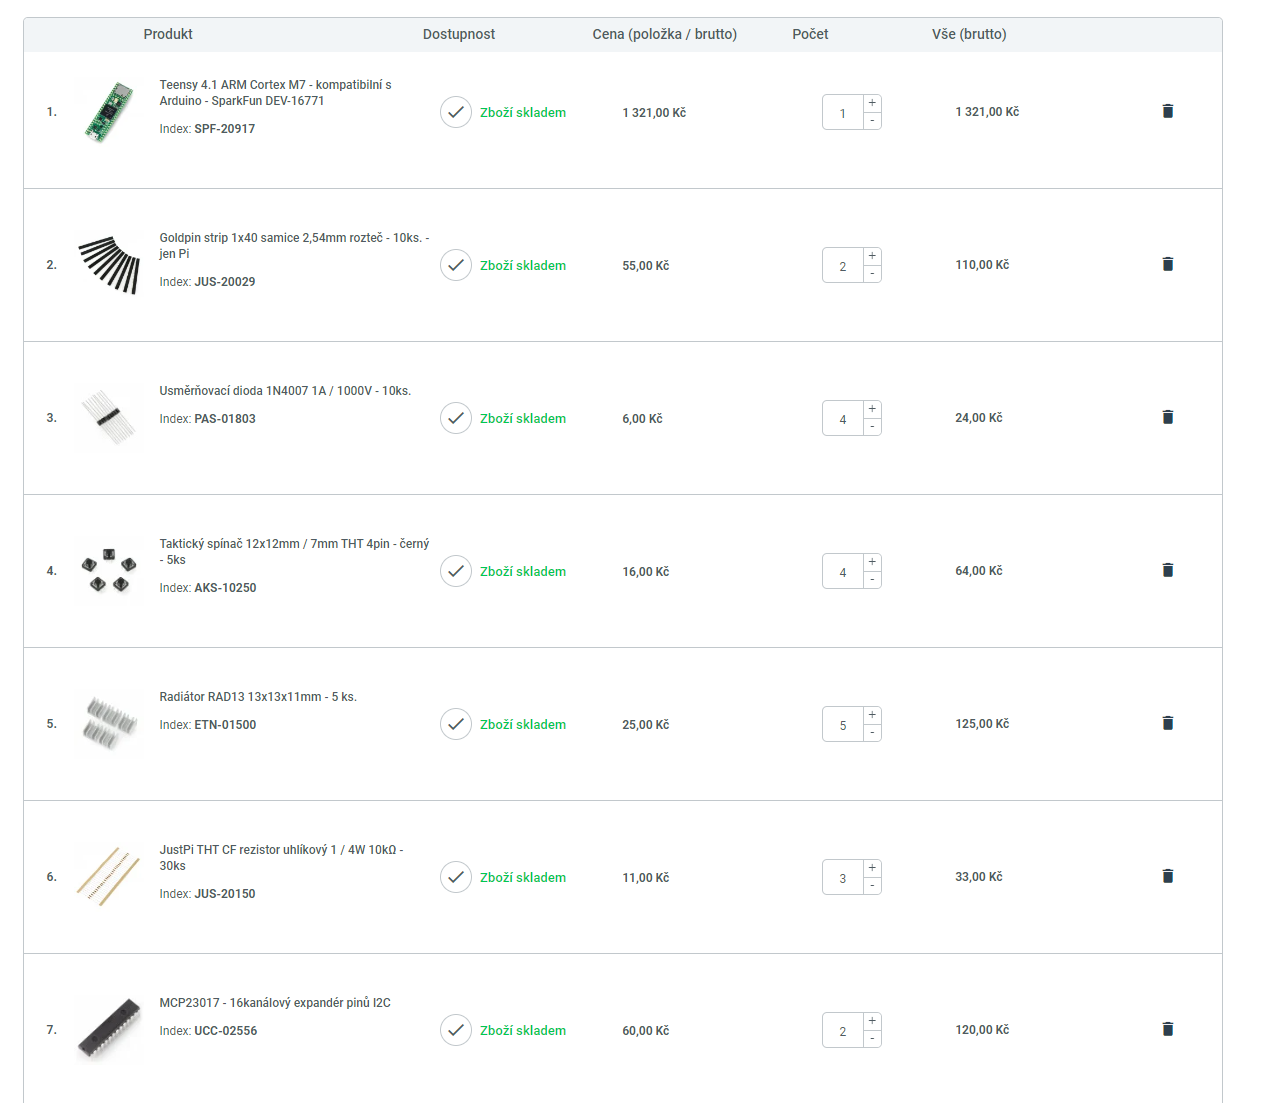 Produkt Dostupnost Cena (položka / brutto) Počet Vše (brutto)
Teensy 4.1 ARM Cortex M7 - kompatibilní s
Arduino - SparkFun DEV-16771
1. Zboží skladem 1 321,00 Kč 1 + - 1 321,00 Kč
Index: SPF-20917
Goldpin strip 1x40 samice 2,54mm rozteč - 10ks. -
jen Pi
2. Zboží skladem 55,00 Kč 2 + - 110,00 Kč
Index: JUS-20029
Usměrňovací dioda 1N4007 1A / 1000V - 10ks.
3. Index: PAS-01803 Zboží skladem 6,00 Kč 4 + - 24,00 Kč
Taktický spínač 12x12mm / 7mm THT 4pin - černý
- 5ks
4. Zboží skladem 16,00 Kč 4 + - 64,00 Kč
Index: AKS-10250
Radiátor RAD13 13x13x11mm - 5 ks.
5. Index: ETN-01500 Zboží skladem 25,00 Kč 5 + - 125,00 Kč
JustPi THT CF rezistor uhlíkový 1 / 4W 10kΩ -
30ks
6. Zboží skladem 11,00 Kč 3 + - 33,00 Kč
Index: JUS-20150
MCP23017 - 16kanálový expandér pinů I2C
7. Index: UCC-02556 Zboží skladem 60,00 Kč 2 + - 120,00 Kč